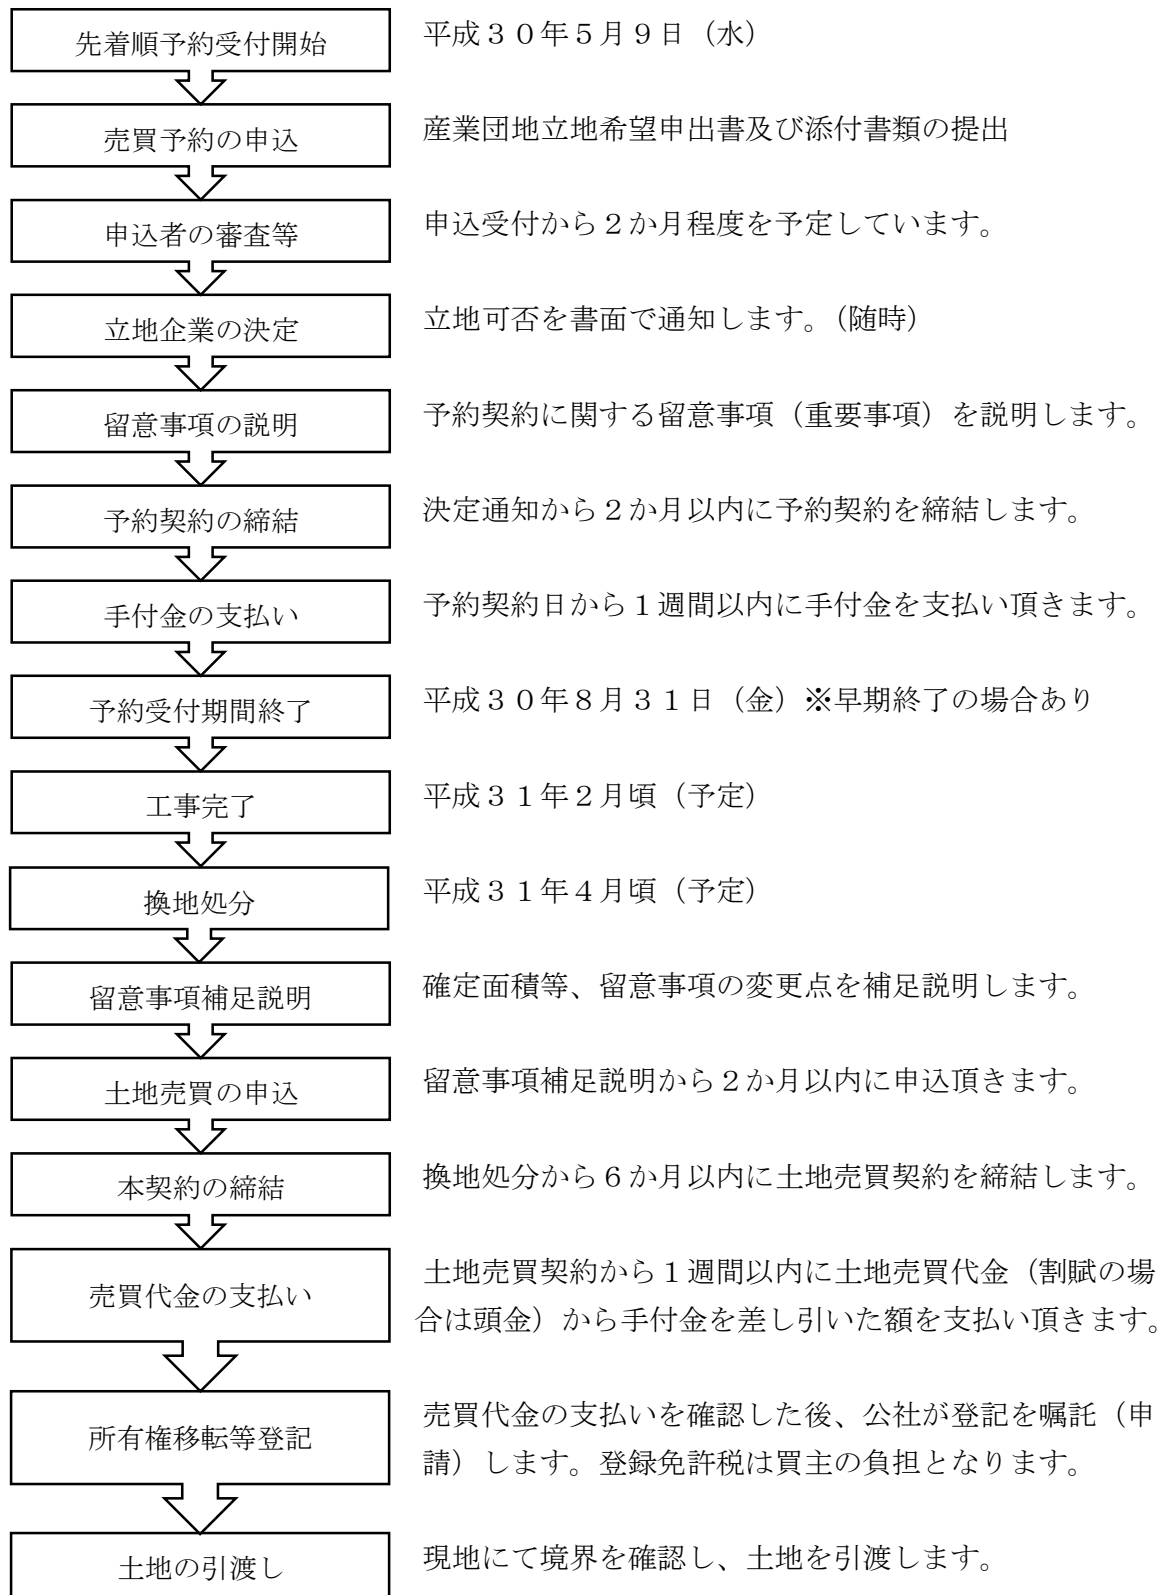 先着順予約受付開始
平成３０年５月９日（水）
売買予約の申込
産業団地立地希望申出書及び添付書類の提出
申込者の審査等
申込受付から２か月程度を予定しています。
立地企業の決定
立地可否を書面で通知します。（随時）
留意事項の説明
予約契約に関する留意事項（重要事項）を説明します。
予約契約の締結
決定通知から２か月以内に予約契約を締結します。
手付金の支払い
予約契約日から１週間以内に手付金を支払い頂きます。
予約受付期間終了
平成３０年８月３１日（金）※早期終了の場合あり
工事完了
平成３１年２月頃（予定）
換地処分
平成３１年４月頃（予定）
留意事項補足説明
確定面積等、留意事項の変更点を補足説明します。
土地売買の申込
留意事項補足説明から２か月以内に申込頂きます。
本契約の締結
換地処分から６か月以内に土地売買契約を締結します。
売買代金の支払い
土地売買契約から１週間以内に土地売買代金（割賦の場
合は頭金）から手付金を差し引いた額を支払い頂きます。
所有権移転等登記
売買代金の支払いを確認した後、公社が登記を嘱託（申
請）します。登録免許税は買主の負担となります。
土地の引渡し
現地にて境界を確認し、土地を引渡します。